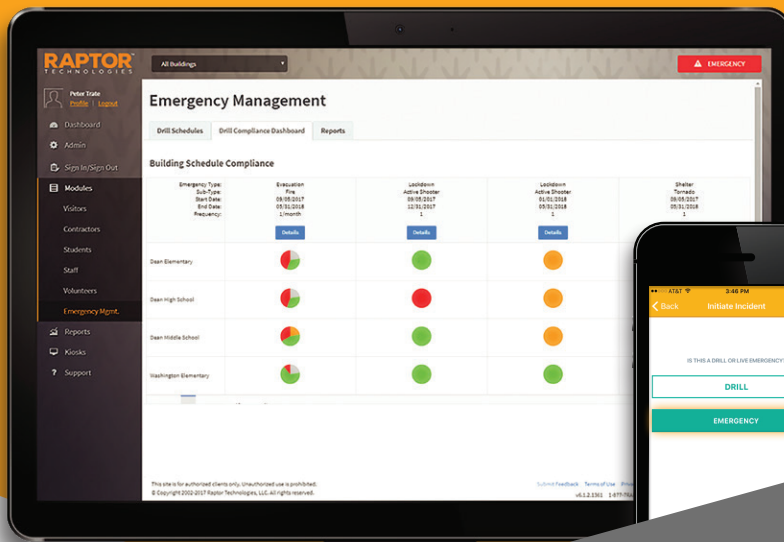 RAPTOR™
TECHNOLOGIES
All Buildings
EMERGENCY
Peter Trate
Profile | Logout
Dashboard
Admin
Sign In/Sign Out
Modules
Visitors
Contractors
Students
Staff
Volunteers
Emergency Mgmt.
Reports
Kiosks
Support
Emergency Management
Drill Schedules Drill Compliance Dashboard Reports
Building Schedule Compliance
Emergency Type: Evacuation Lockdown Lockdown Shelter
Sub-Type: Fire Active Shooter Active Shooter Tornado
Start Date: 09/05/2017 09/05/2017 01/01/2018 09/05/2017
End Date: 05/31/2018 12/31/2017 05/31/2018 05/31/2018
Frequency: 1/month 1 1 1
Details Details Details
Dean Elementary
Dean High School
Dean Middle School
Washington Elementary
This site is for authorized clients only. Unauthorized use is prohibited.
© Copyright 2002-2017 Raptor Technologies, LLC. All rights reserved.
Submit Feedback Terms of Use
v6.1.2.1361
AT&T 3:46 PM
Back Initiate Incident
IS THIS A DRILL OR LIVE EMERGENCY?
DRILL
EMERGENCY